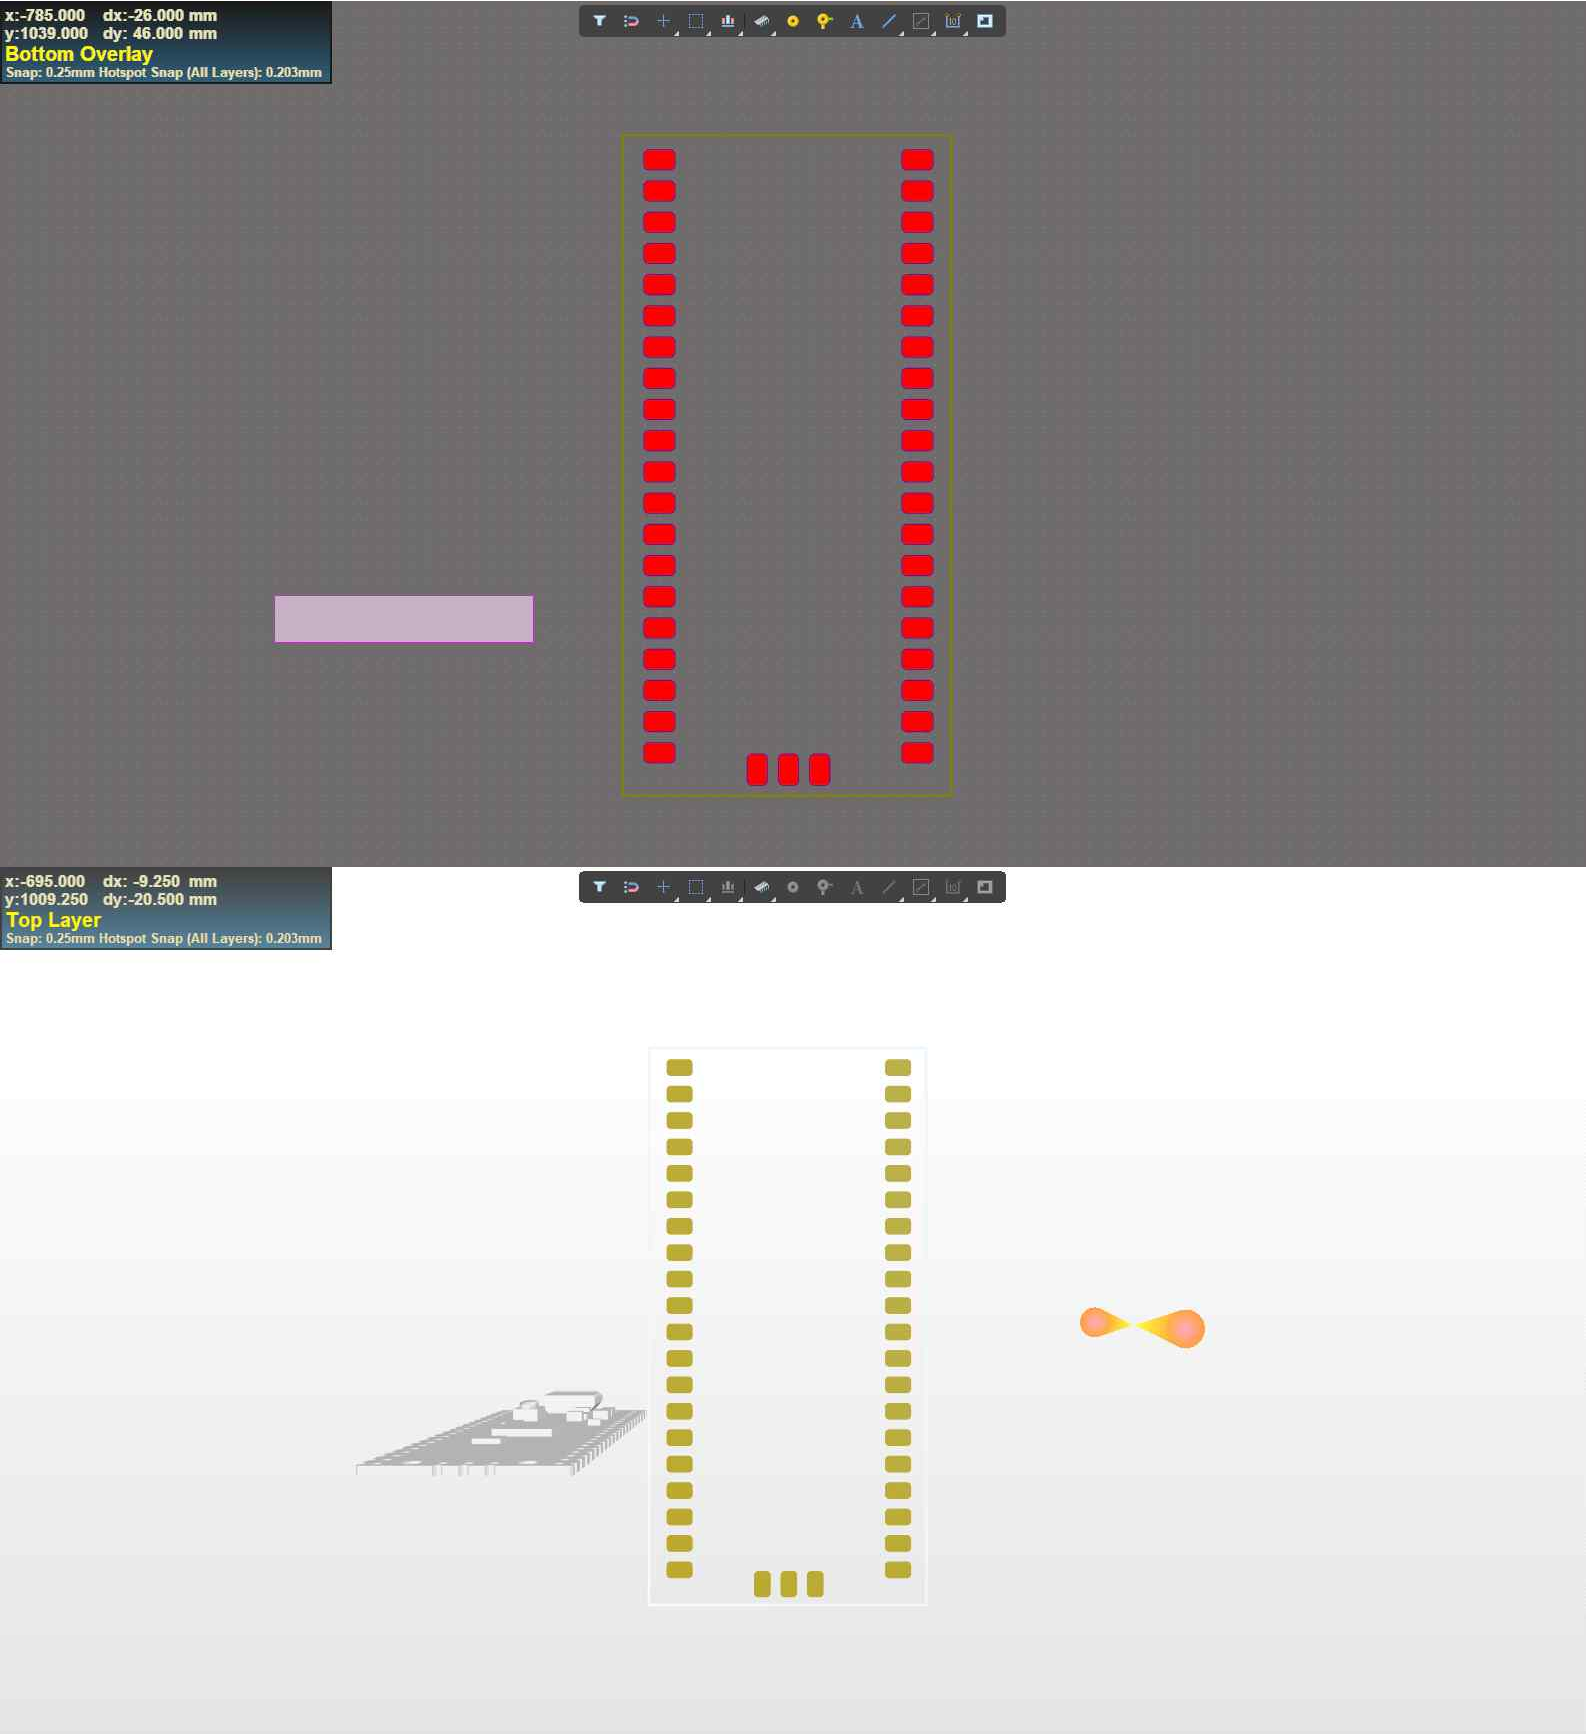 x:-785.000 dx:-26.000 mm
y:1039.000 dy: 46.000 mm
Bottom Overlay
Snap: 0.25mm Hotspot Snap (All Layers): 0.203mm
x:-695.000 dx: -9.250 mm
y:1009.250 dy:-20.500 mm
Top Layer
Snap: 0.25mm Hotspot Snap (All Layers): 0.203mm